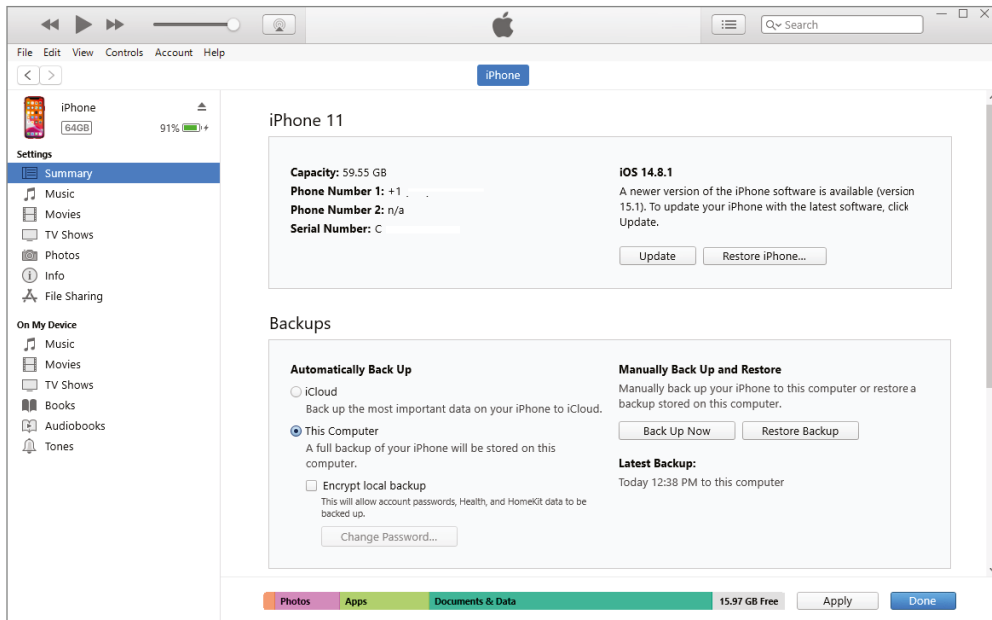 Search
File Edit View Controls Account Help
iPhone
iPhone
64GB
91%
Settings
Summary
Music
Movies
TV Shows
Photos
Info
File Sharing
On My Device
Music
Movies
TV Shows
Books
Audiobooks
Tones
iPhone 11
Capacity: 59.55 GB
Phone Number 1: +1
Phone Number 2: n/a
Serial Number: C
iOS 14.8.1
A newer version of the iPhone software is available (version
15.1). To update your iPhone with the latest software, click
Update.
Update
Restore iPhone...
Backups
Automatically Back Up
iCloud
Back up the most important data on your iPhone to iCloud.
This Computer
A full backup of your iPhone will be stored on this
computer.
Encrypt local backup
This will allow account passwords, Health, and HomeKit data to be
backed up.
Change Password...
Manually Back Up and Restore
Manually back up your iPhone to this computer or restore a
backup stored on this computer.
Back Up Now
Restore Backup
Latest Backup:
Today 12:38 PM to this computer
Photos Apps Documents & Data 15.97 GB Free
Apply
Done